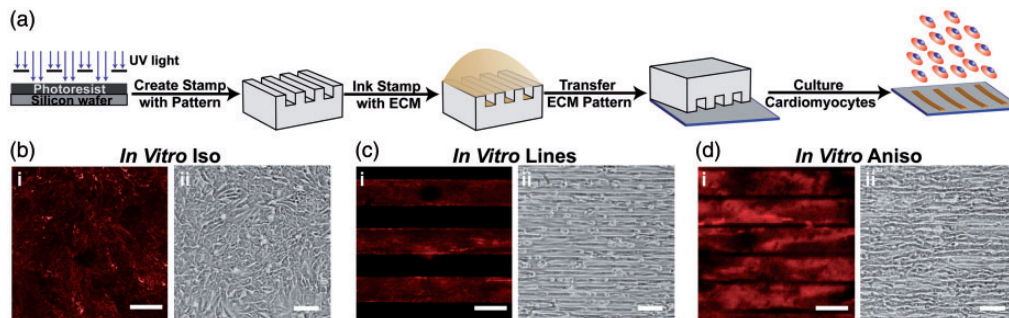 (a)
UV light
Photoresist
Silicon wafer
Create Stamp
with Pattern
Ink Stamp
with ECM
Transfer
ECM Pattern
Culture
Cardiomyocytes
(b) In Vitro Iso
i ii
(c) In Vitro Lines
i ii
(d) In Vitro Aniso
i ii